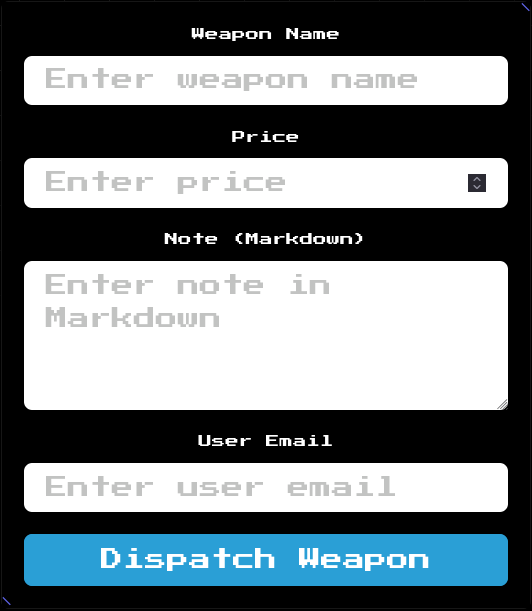 Weapon Name
Enter weapon name
Price
Enter price
Note (Markdown)
Enter note in
Markdown
User Email
Enter user email
Dispatch Weapon